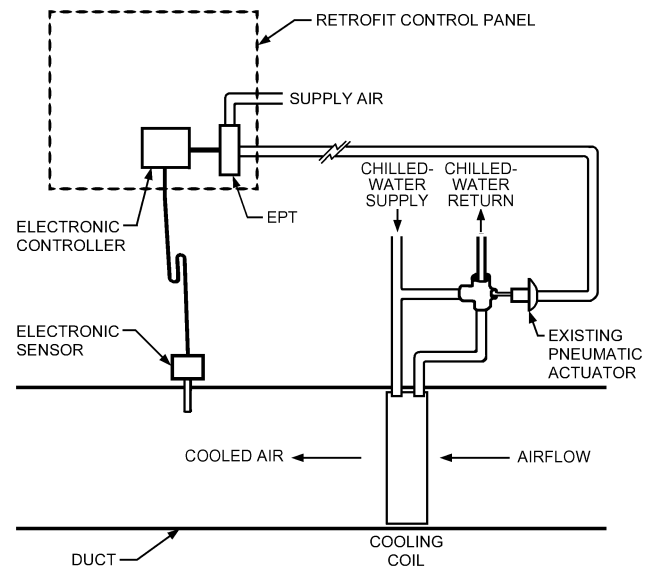 RETROFIT CONTROL PANEL
SUPPLY AIR
CHILLED-
WATER
SUPPLY
CHILLED-
WATER
RETURN
EPT
ELECTRONIC
CONTROLLER
ELECTRONIC
SENSOR
EXISTING
PNEUMATIC
ACTUATOR
COOLED AIR
AIRFLOW
DUCT
COOLING
COIL